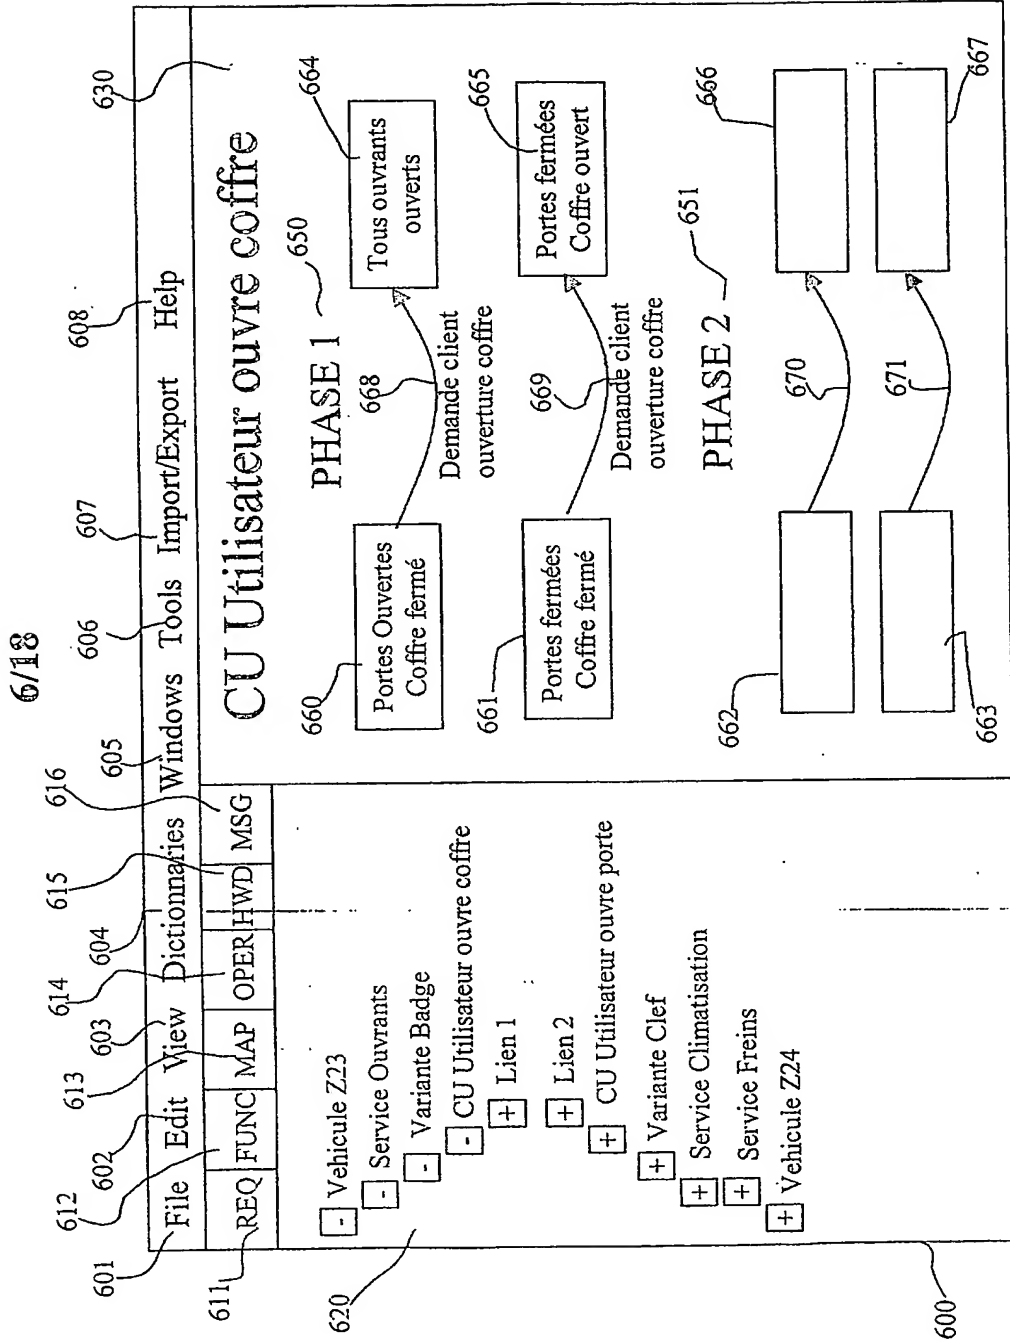 6/18
601
602
603
604
605
606
607
608
630
File Edit View Dictionnaries Windows Tools Import/Export Help
611
612
613
614
615
616
REQ FUNC MAP OPER HWD MSG
620
- Vehicule Z23
- Service Ouvrants
- Variante Badge
- CU Utilisateur ouvre coffre
+ Lien 1
+ Lien 2
+ CU Utilisateur ouvre porte
+ Variante Clef
+ Service Climatisation
+ Service Freins
+ Vehicule Z24
600
CU Utilisateur ouvre coffre
PHASE 1
650
660
Portes Ouvertes
Coffre fermé
668
Demande client
ouverture coffre
664
Tous ouvrants
ouverts
661
Portes fermées
Coffre fermé
669
Demande client
ouverture coffre
665
Portes fermées
Coffre ouvert
PHASE 2
651
662
670
666
663
671
667